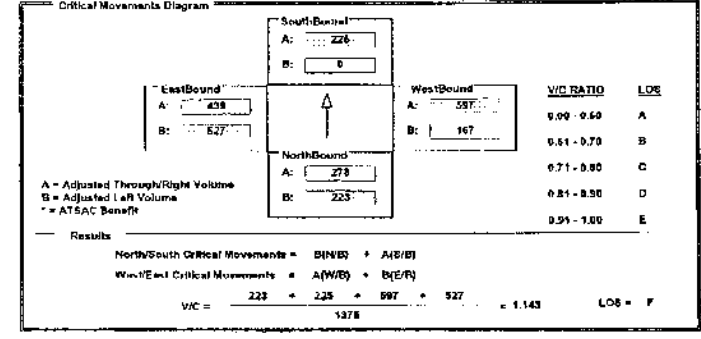 Critical Movements Diagram
SouthBound
A: 226
B: 0
EastBound
A: 439
B: 527
WestBound
A: 597
B: 167
NorthBound
A: 278
B: 223
V/C RATIO LOS
0.00 - 0.60 A
0.61 - 0.70 B
0.71 - 0.80 C
0.81 - 0.90 D
0.91 - 1.00 E
A = Adjusted Through/Right Volume
B = Adjusted Left Volume
* = ATSAC Benefit
Results
North/South Critical Movements = B(N/B) + A(S/B)
West/East Critical Movements = A(W/B) + B(E/B)
V/C = 223 + 225 + 597 + 527 = 1.143 LOS = F
1375